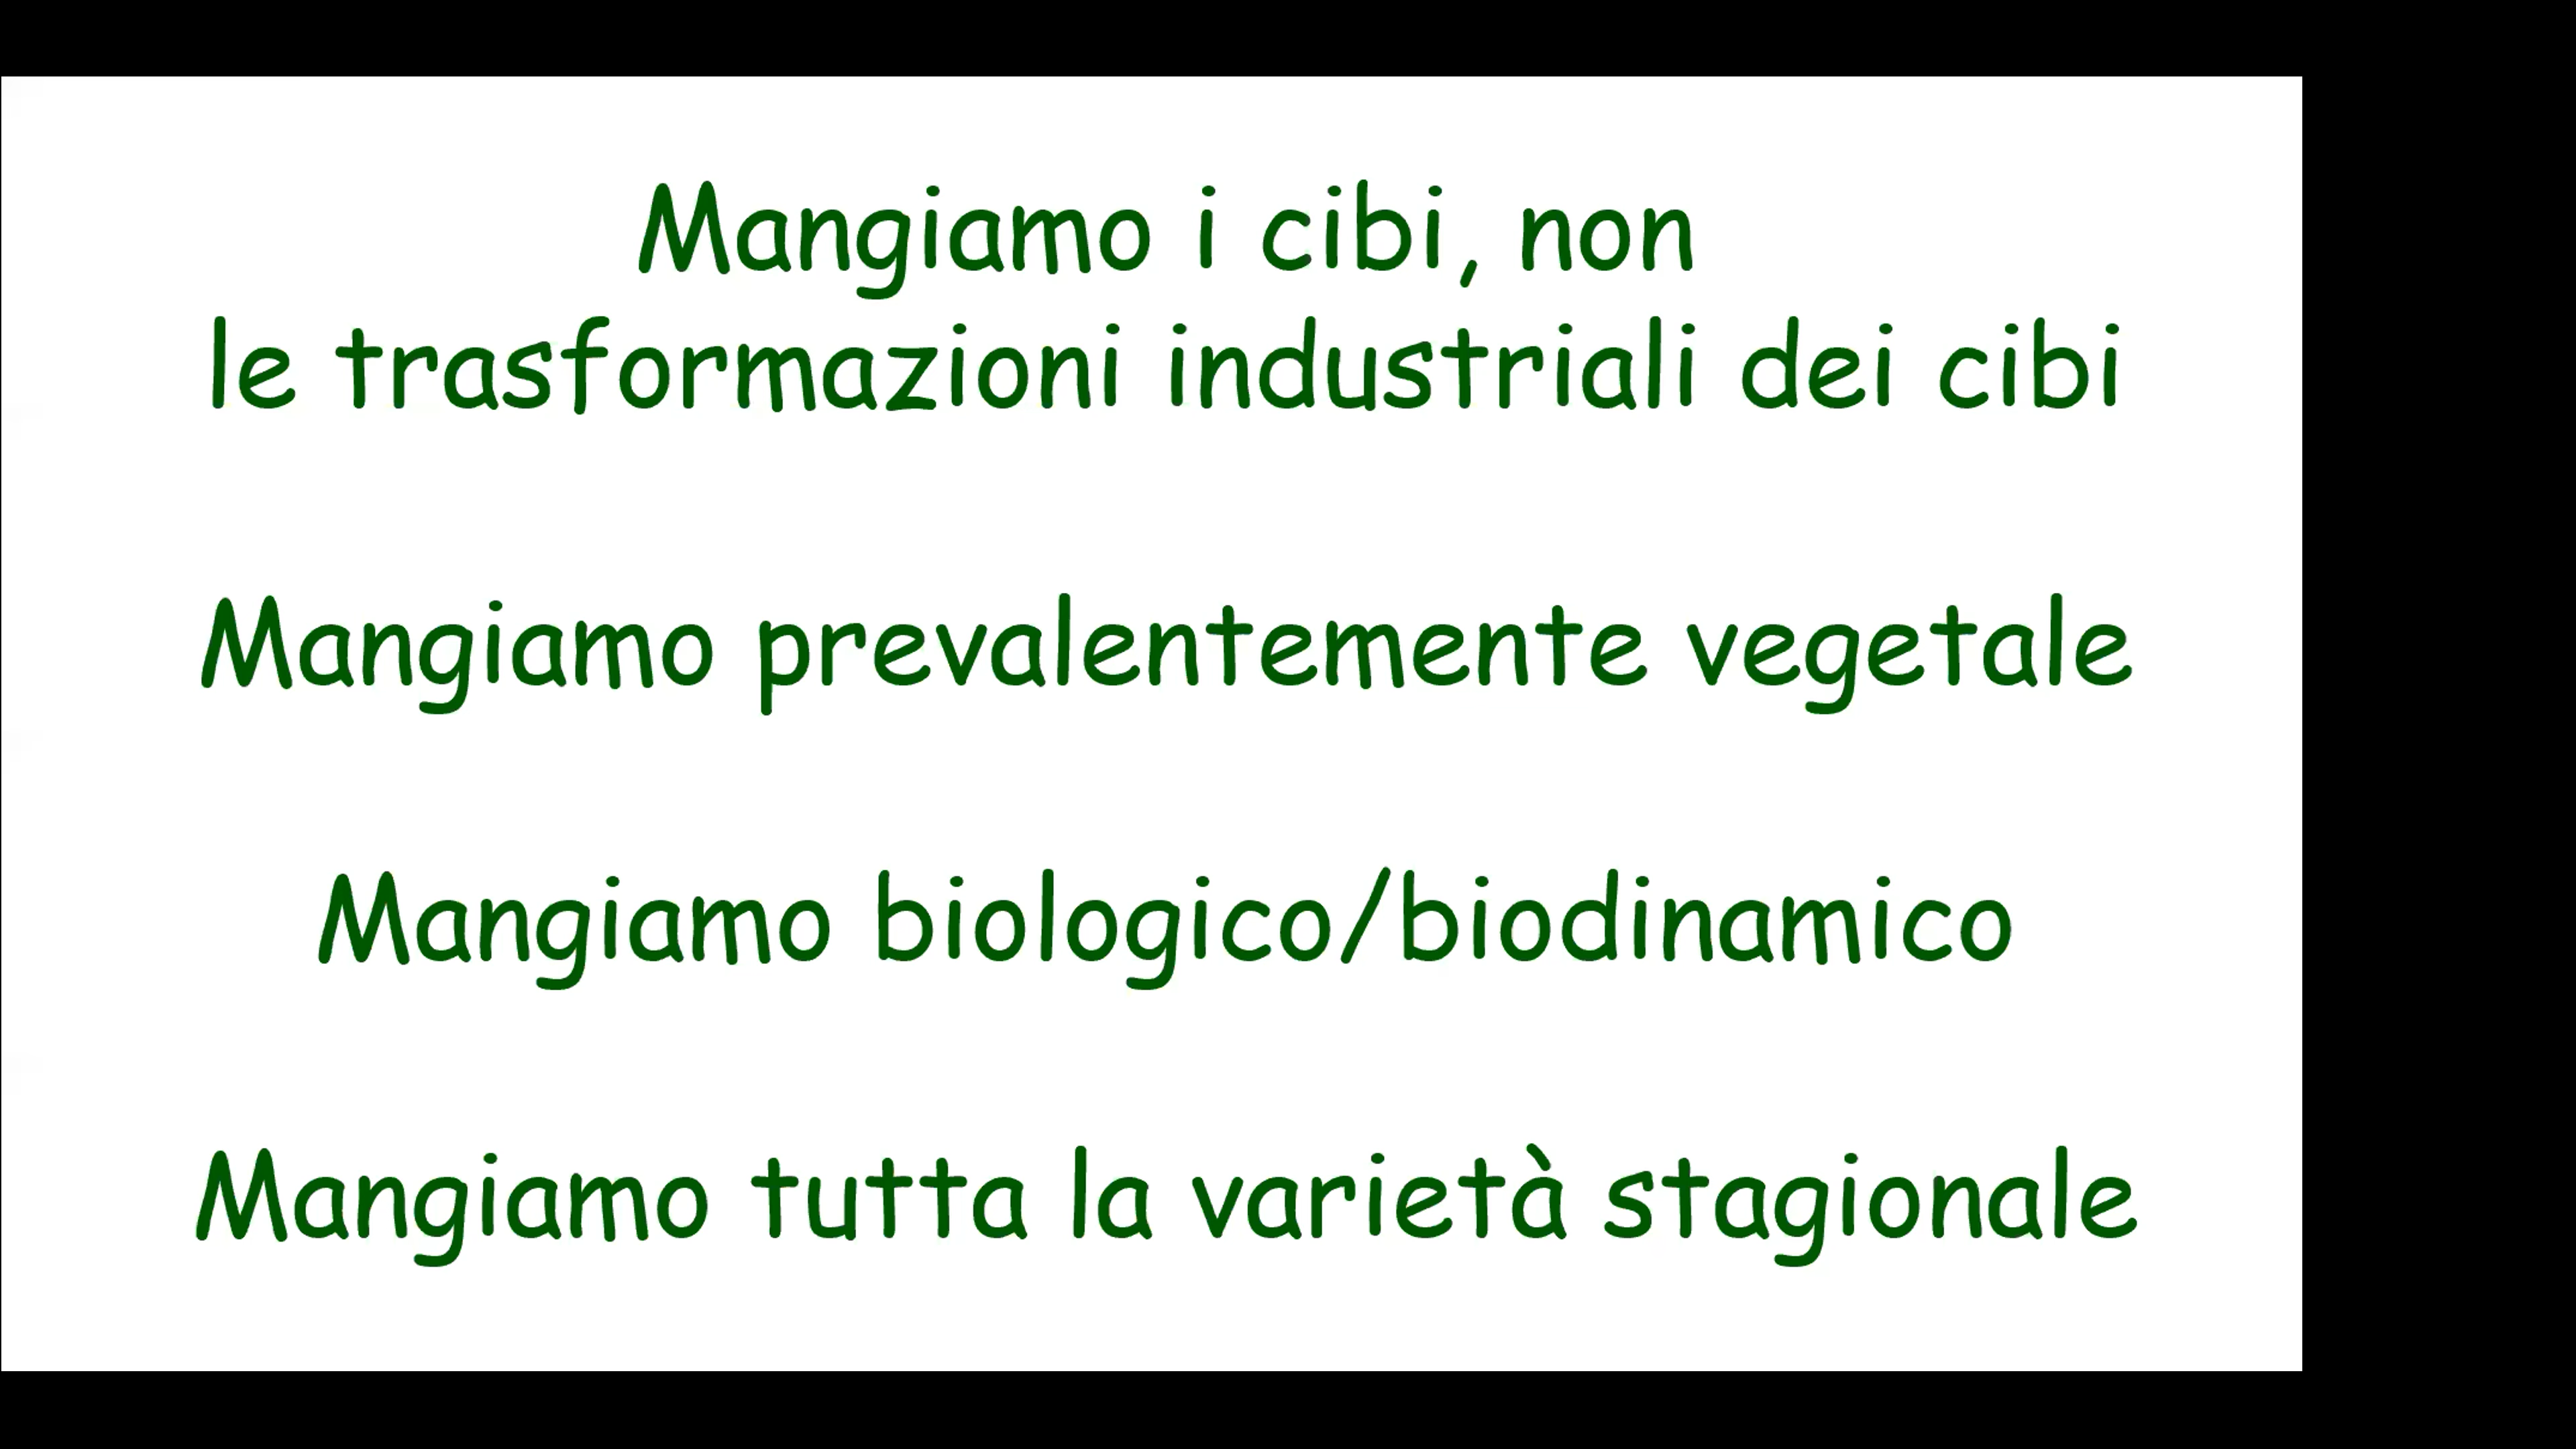 Mangiamo i cibi, non
le trasformazioni industriali dei cibi
Mangiamo prevalentemente vegetale
Mangiamo biologico/biodinamico
Mangiamo tutta la varietà stagionale